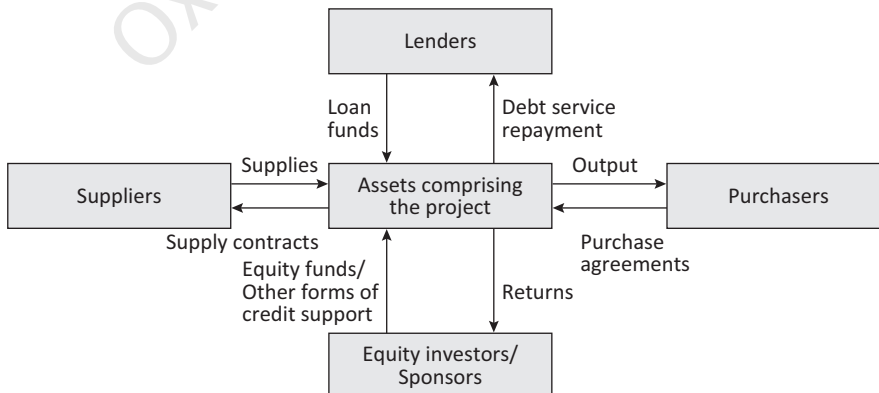 Ox
Lenders
Loan
funds
Debt service
repayment
Suppliers
Supplies
Supply contracts
Assets comprising
the project
Output
Purchase
agreements
Purchasers
Equity funds/
Other forms of
credit support
Returns
Equity investors/
Sponsors